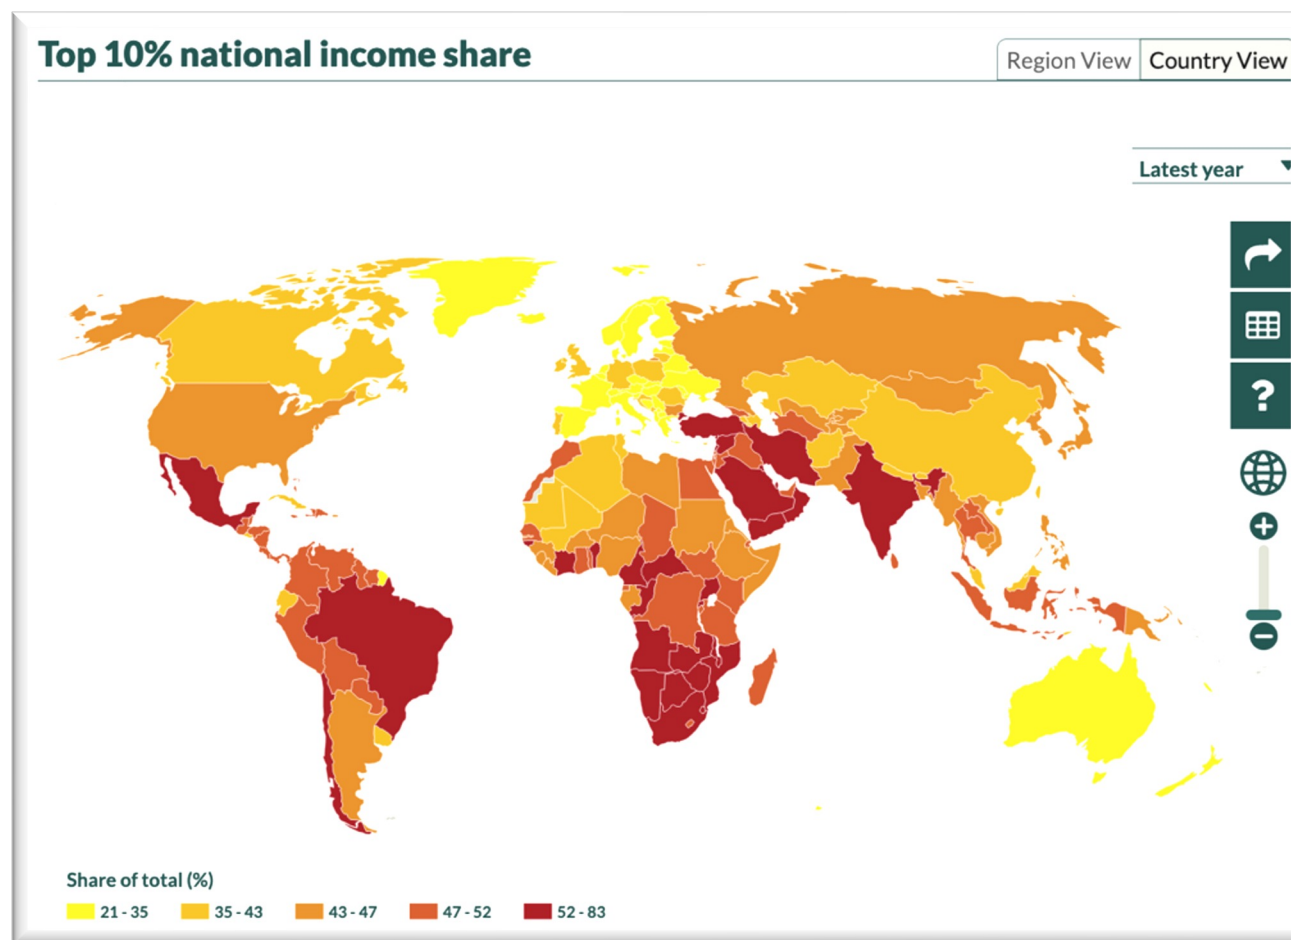 Top 10% national income share
Region View
Country View
Latest year
?
Share of total (%)
21 - 35
35 - 43
43 - 47
47 - 52
52 - 83